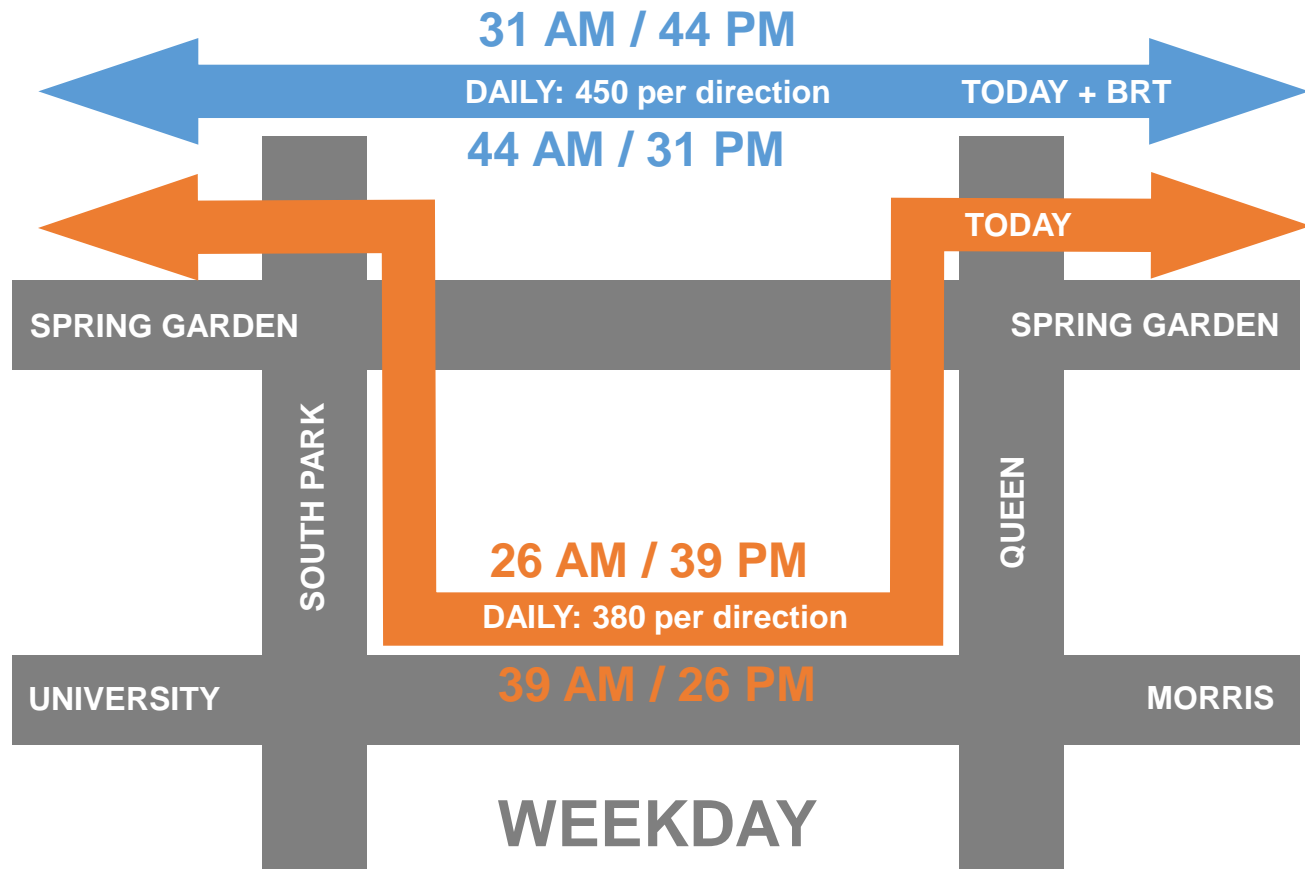 31 AM / 44 PM
DAILY: 450 per direction
TODAY + BRT
44 AM / 31 PM
TODAY
SPRING GARDEN
SPRING GARDEN
SOUTH PARK
QUEEN
26 AM / 39 PM
DAILY: 380 per direction
39 AM / 26 PM
UNIVERSITY
MORRIS
WEEKDAY